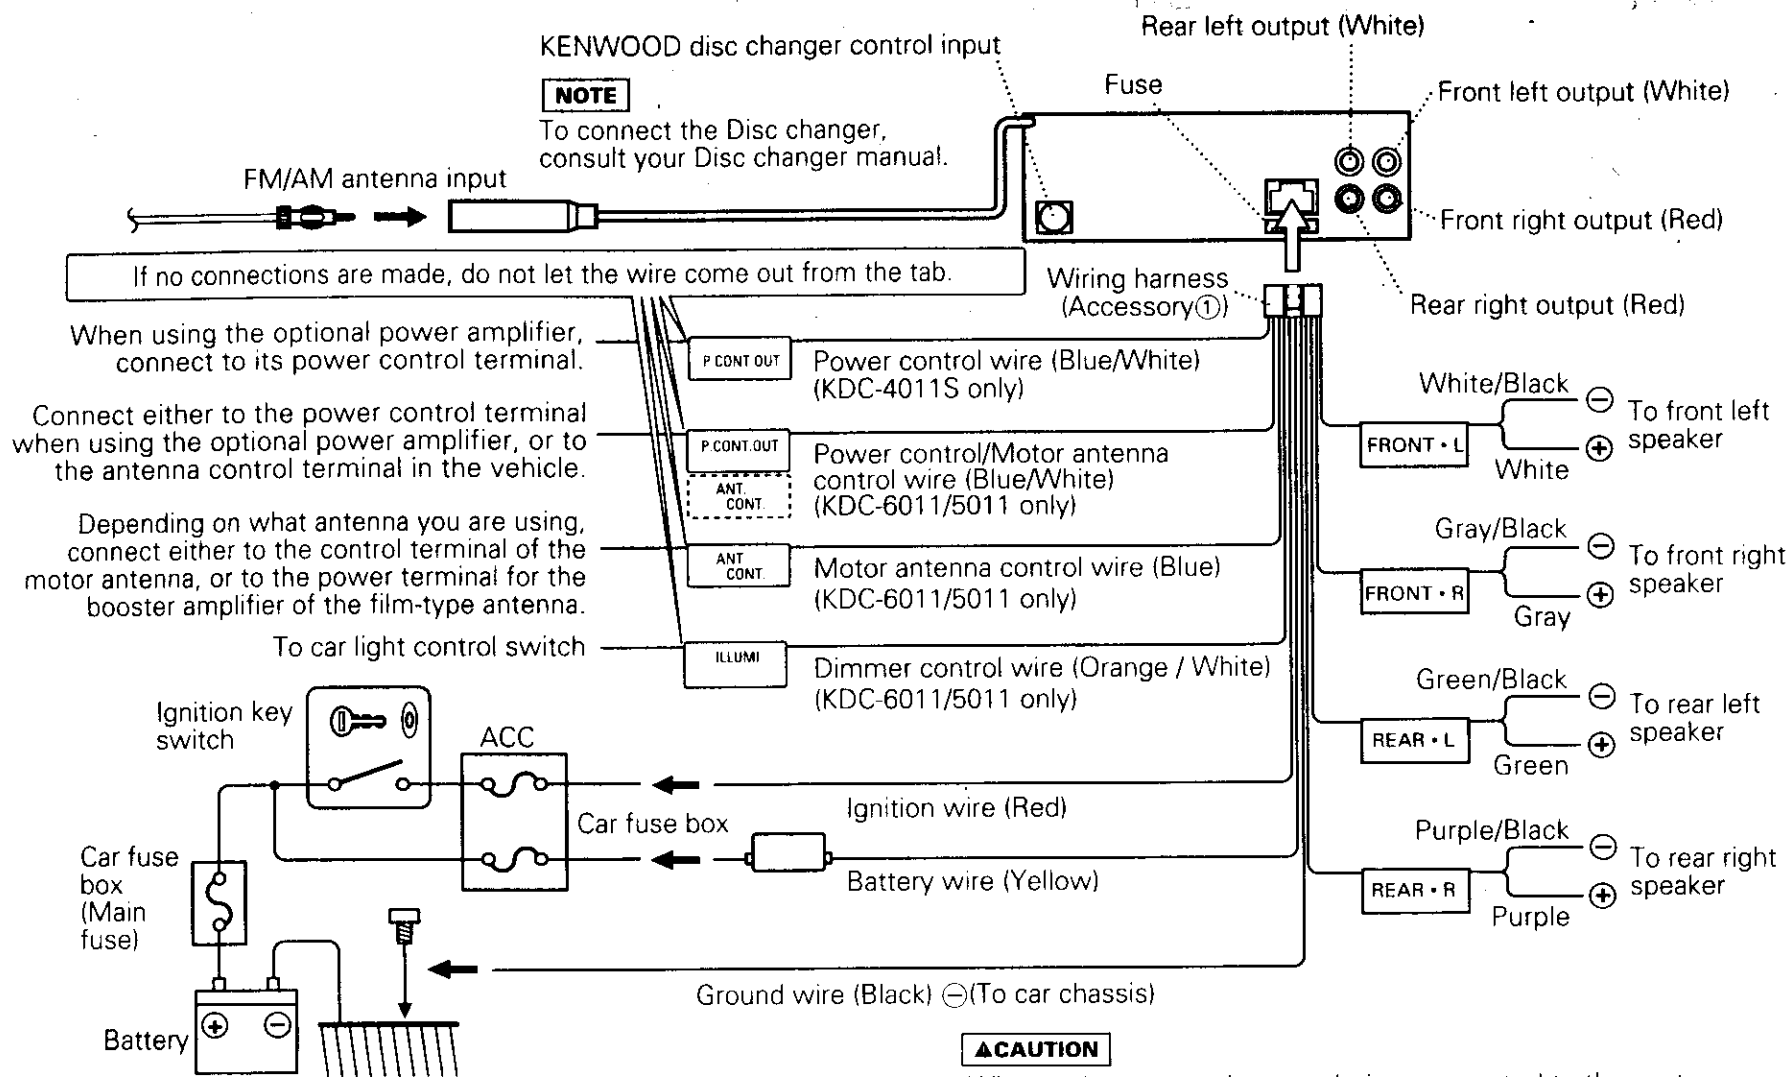 Rear left output (White)
KENWOOD disc changer control input
Fuse
Front left output (White)
NOTE
To connect the Disc changer,
consult your Disc changer manual.
FM/AM antenna input
Front right output (Red)
If no connections are made, do not let the wire come out from the tab.
Wiring harness
(Accessory①)
Rear right output (Red)
When using the optional power amplifier,
connect to its power control terminal.
P CONT OUT
Power control wire (Blue/White)
(KDC-4011S only)
Connect either to the power control terminal
when using the optional power amplifier, or to
the antenna control terminal in the vehicle.
P.CONT.OUT
ANT.
CONT.
Power control/Motor antenna
control wire (Blue/White)
(KDC-6011/5011 only)
Depending on what antenna you are using,
connect either to the control terminal of the
motor antenna, or to the power terminal for the
booster amplifier of the film-type antenna.
ANT
CONT.
Motor antenna control wire (Blue)
(KDC-6011/5011 only)
To car light control switch
ILLUMI
Dimmer control wire (Orange / White)
(KDC-6011/5011 only)
White/Black
⊖
To front left
speaker
FRONT • L
White
⊕
Gray/Black
⊖
To front right
speaker
FRONT • R
Gray
⊕
Green/Black
⊖
To rear left
speaker
REAR • L
Green
⊕
Purple/Black
⊖
To rear right
speaker
REAR • R
Purple
⊕
Ignition key
switch
ACC
Ignition wire (Red)
Car fuse box
Battery wire (Yellow)
Car fuse
box
(Main
fuse)
Ground wire (Black) ⊖(To car chassis)
Battery
⊕ ⊖
▲CAUTION